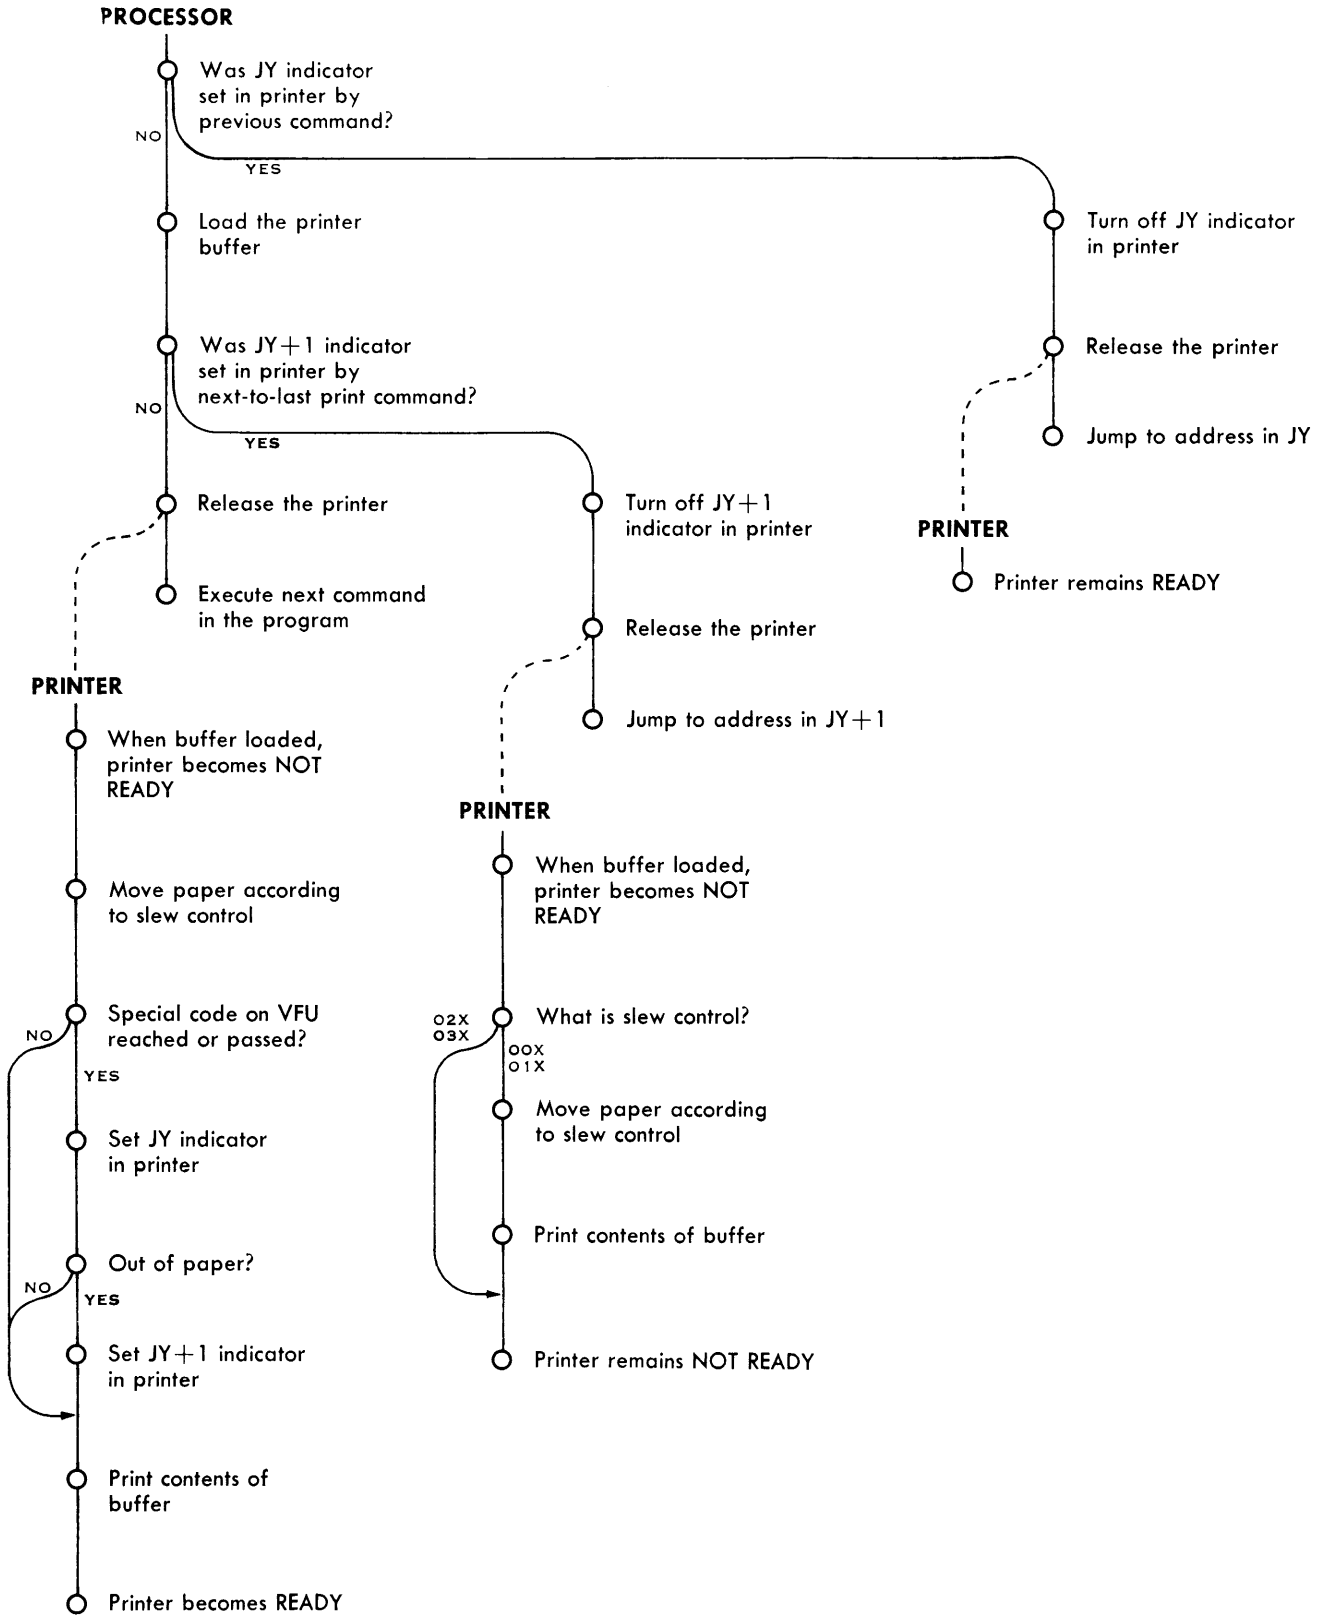 PROCESSOR
Was JY indicator
set in printer by
previous command?
NO
YES
Load the printer
buffer
Was JY+1 indicator
set in printer by
next-to-last print command?
NO
YES
Release the printer
Execute next command
in the program
PRINTER
When buffer loaded,
printer becomes NOT
READY
Move paper according
to slew control
Special code on VFU
reached or passed?
NO
YES
Set JY indicator
in printer
Out of paper?
NO
YES
Set JY+1 indicator
in printer
Print contents of
buffer
Printer becomes READY
Turn off JY+1
indicator in printer
Release the printer
Jump to address in JY+1
PRINTER
When buffer loaded,
printer becomes NOT
READY
What is slew control?
02X
03X
00X
01X
Move paper according
to slew control
Print contents of buffer
Printer remains NOT READY
Turn off JY indicator
in printer
Release the printer
Jump to address in JY
PRINTER
Printer remains READY